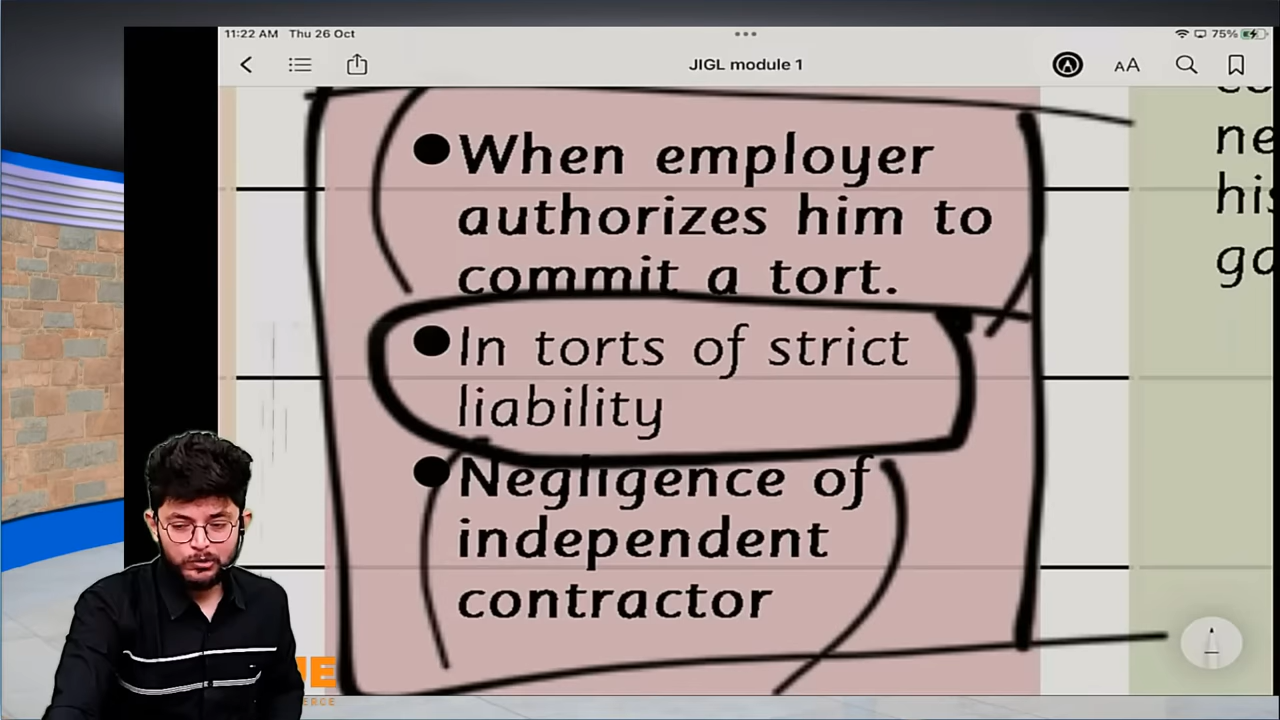 11:22 AM Thu 26 Oct
75%
JIGL module 1
AA
●When employer
authorizes him to
commit a tort.
●In torts of strict
liability
●Negligence of
independent
contractor
ne
his